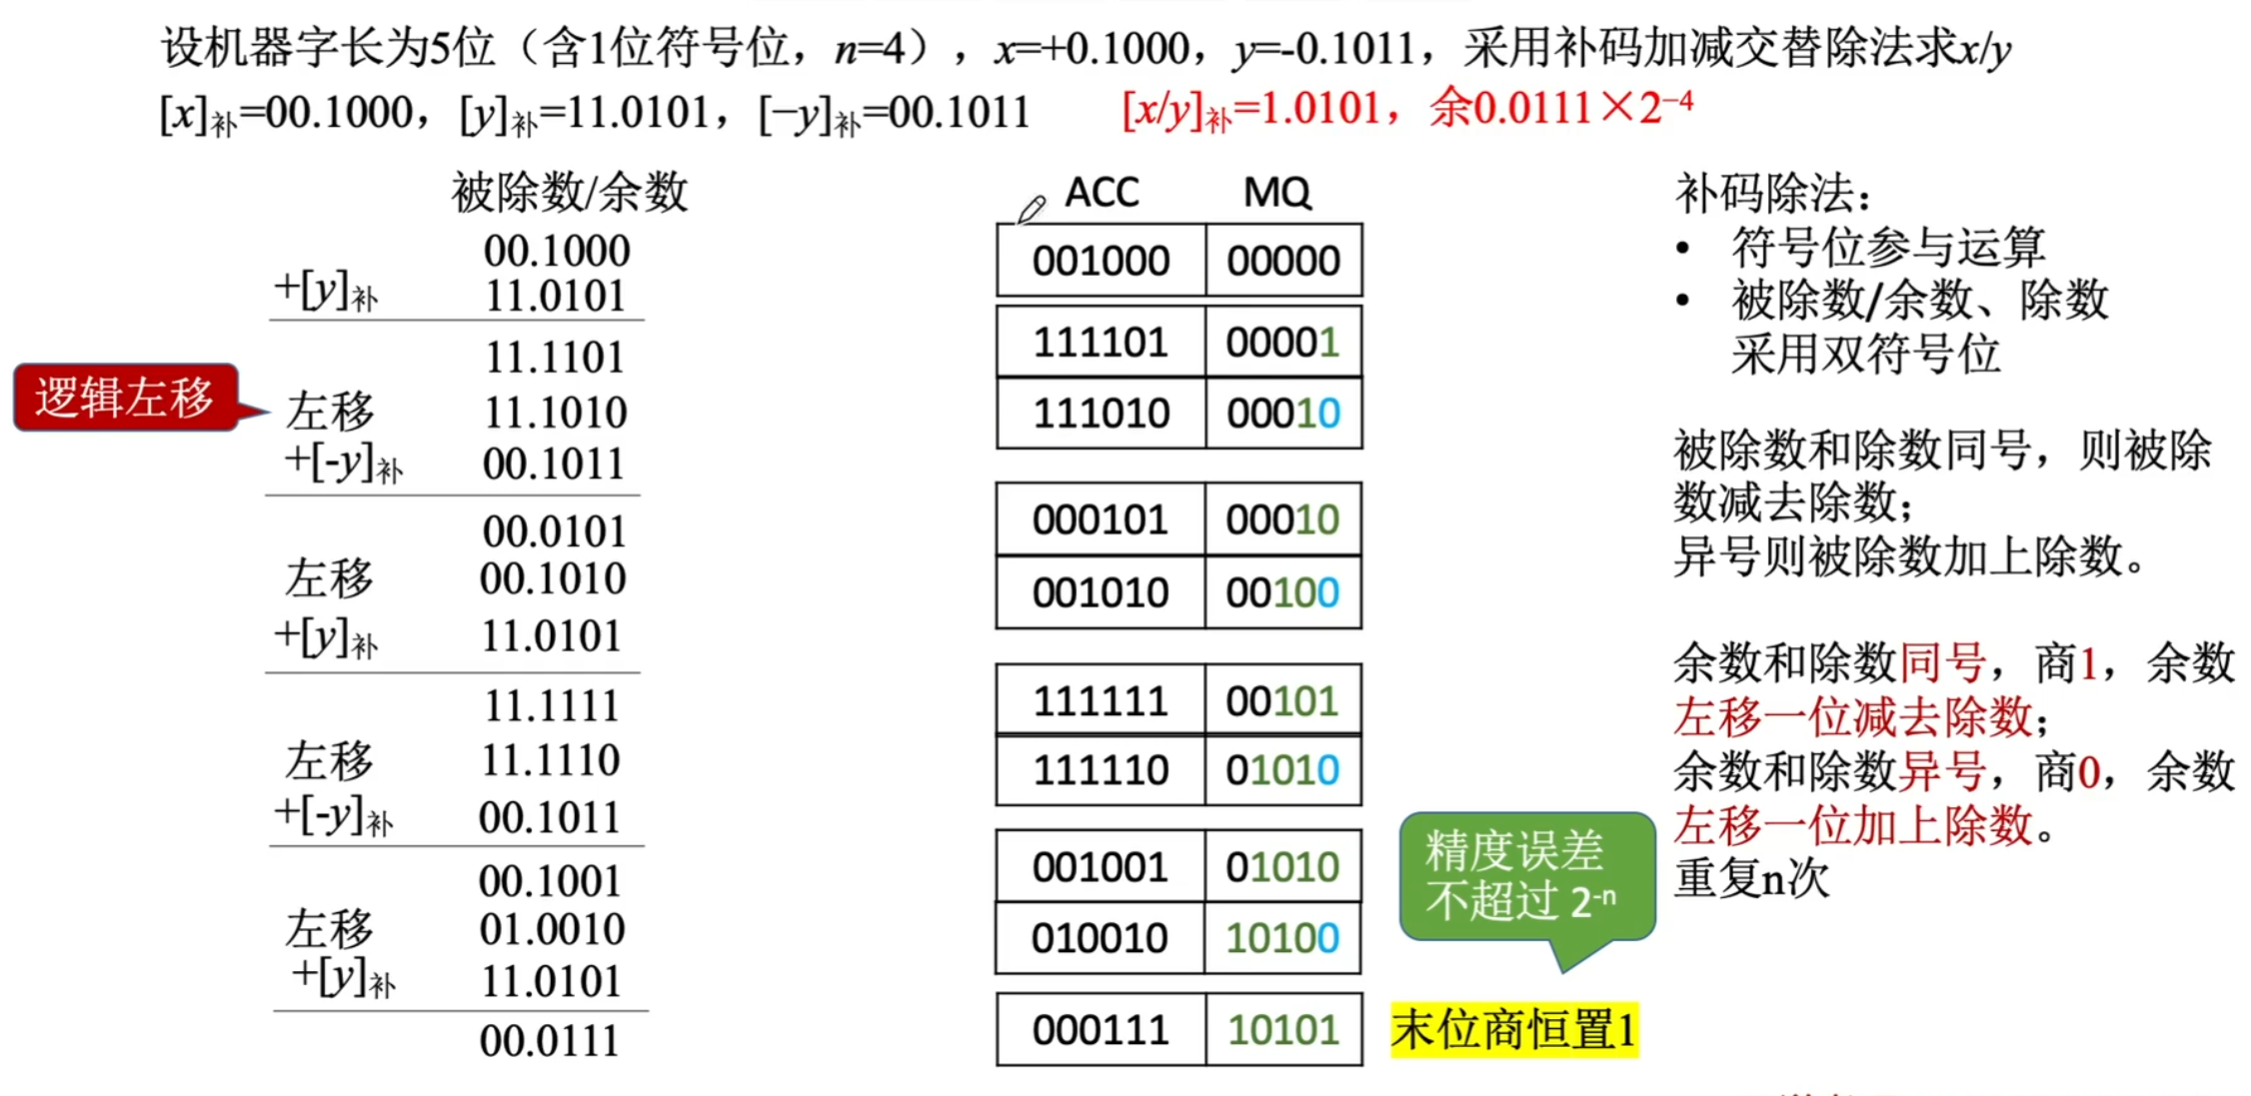 设机器字长为5位（含1位符号位，n=4），x=+0.1000，y=-0.1011，采用补码加减交替除法求x/y
[x]补=00.1000，[y]补=11.0101，[−y]补=00.1011
[x/y]补=1.0101，余0.0111×2⁻⁴
被除数/余数
00.1000
+[y]补 11.0101
11.1101
逻辑左移
左移 11.1010
+[-y]补 00.1011
00.0101
左移 00.1010
+[y]补 11.0101
11.1111
左移 11.1110
+[-y]补 00.1011
00.1001
左移 01.0010
+[y]补 11.0101
00.0111
ACC MQ
001000 00000
111101 00001
111010 00010
000101 00010
001010 00100
111111 00101
111110 01010
001001 01010
010010 10100
000111 10101
精度误差
不超过 2⁻ⁿ
末位商恒置1
补码除法：
• 符号位参与运算
• 被除数/余数、除数
采用双符号位
被除数和除数同号，则被除
数减去除数；
异号则被除数加上除数。
余数和除数同号，商1，余数
左移一位减去除数；
余数和除数异号，商0，余数
左移一位加上除数。
重复n次